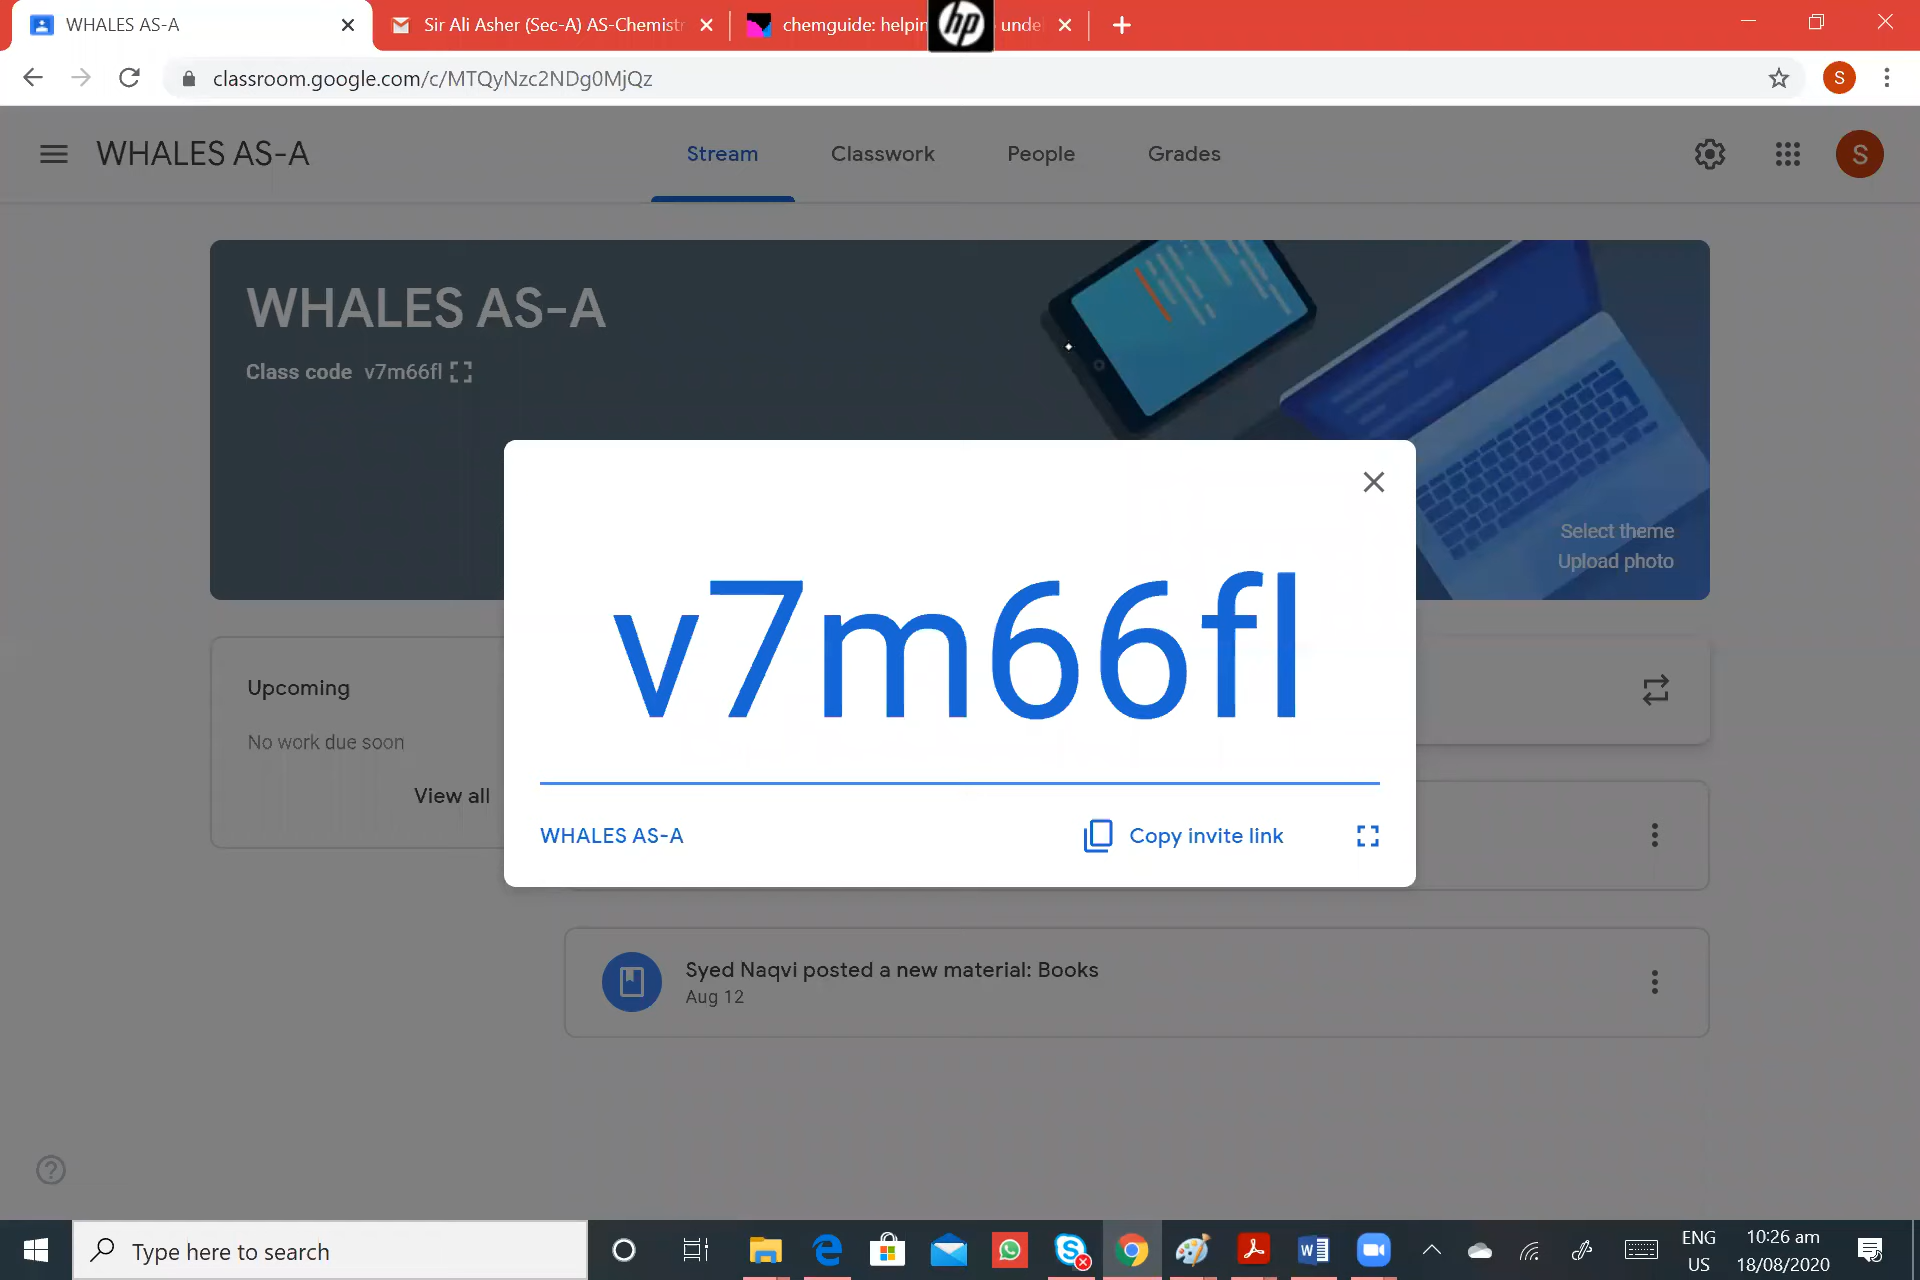 WHALES AS-A
Sir Ali Asher (Sec-A) AS-Chemistr
chemguide: helpin
hp
unde
classroom.google.com/c/MTQyNzc2NDg0MjQz
S
WHALES AS-A
Stream
Classwork
People
Grades
S
WHALES AS-A
Class code v7m66fl
Select theme
Upload photo
v7m66fl
WHALES AS-A
Copy invite link
Upcoming
No work due soon
View all
Syed Naqvi posted a new material: Books
Aug 12
Type here to search
ENG
US
10:26 am
18/08/2020